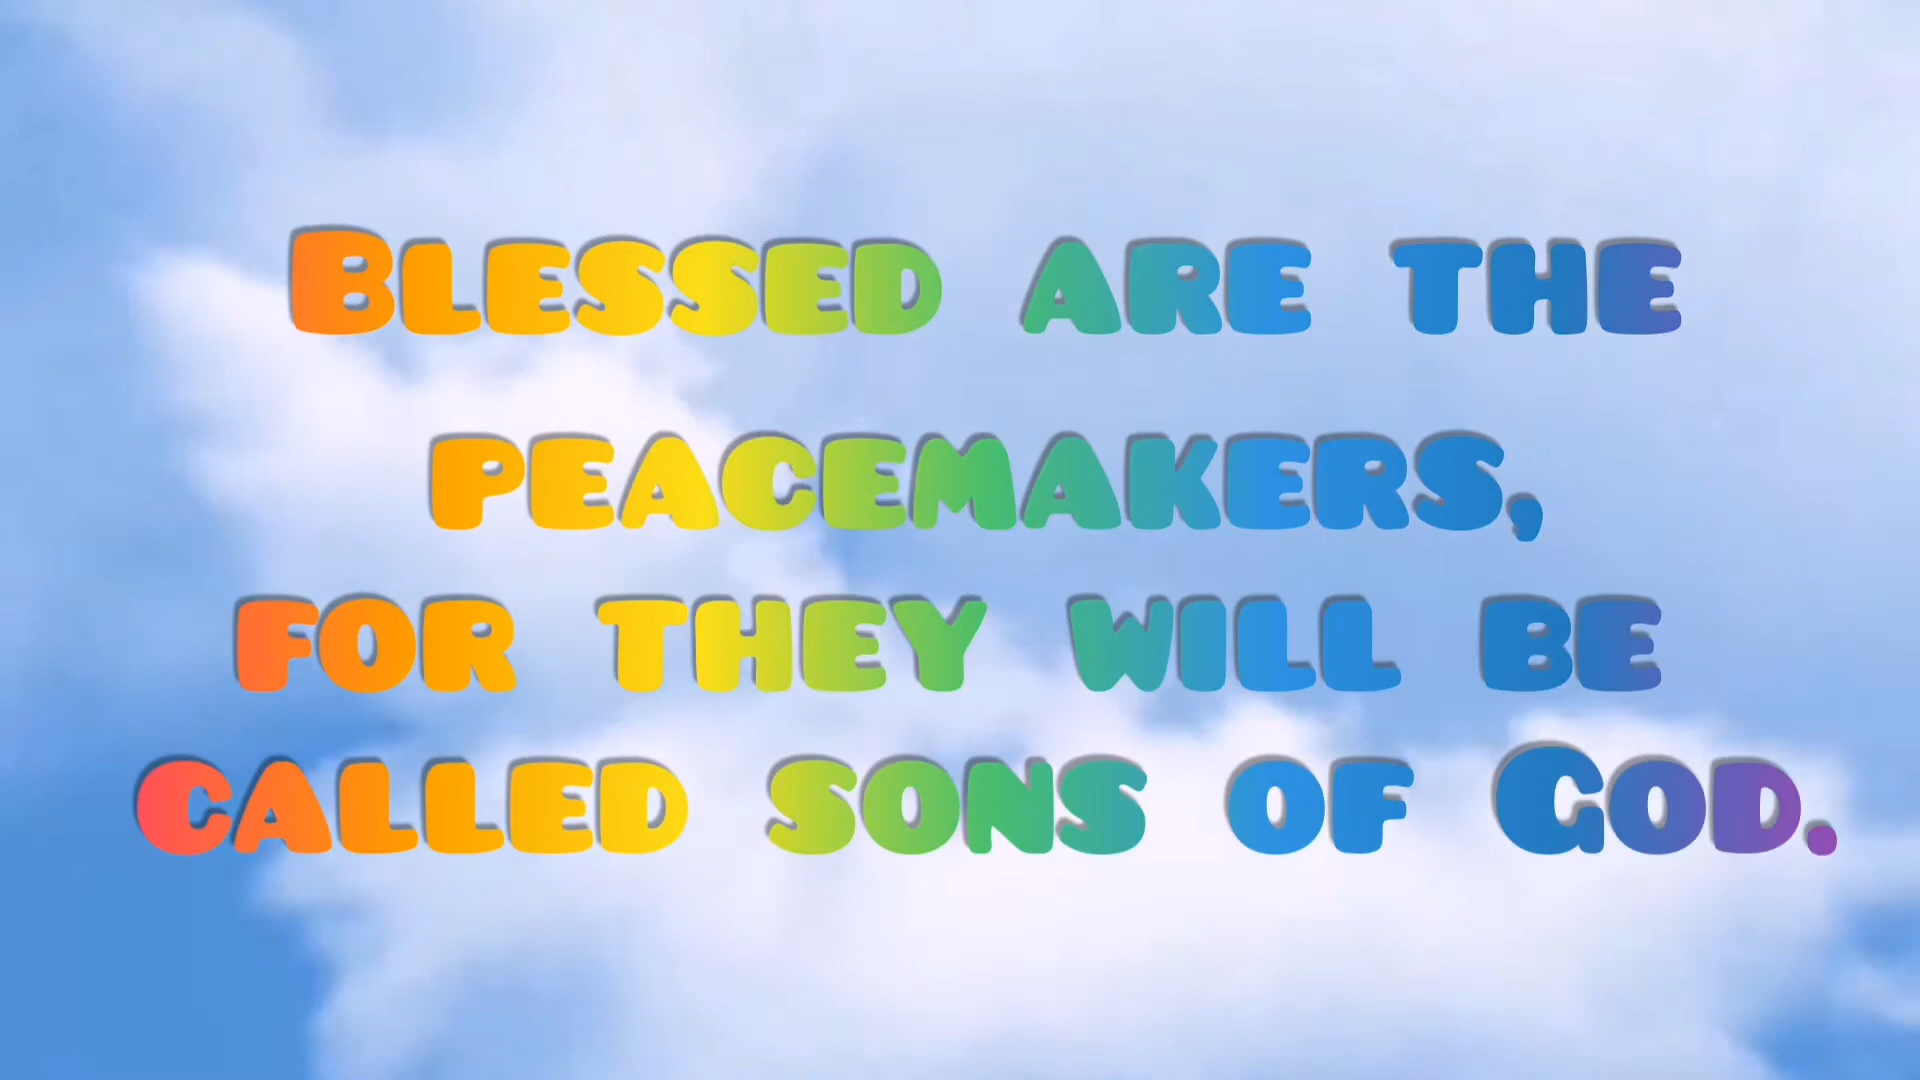 Blessed are the
peacemakers,
for they will be
called sons of God.